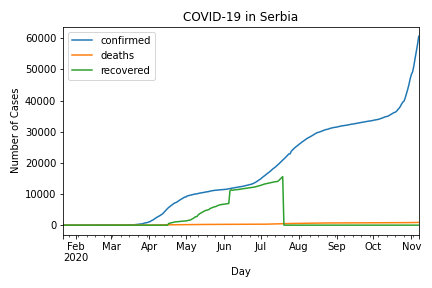 COVID-19 in Serbia
confirmed
deaths
recovered
Number of Cases
60000
50000
40000
30000
20000
10000
0
Feb Mar Apr May Jun Jul Aug Sep Oct Nov
2020
Day